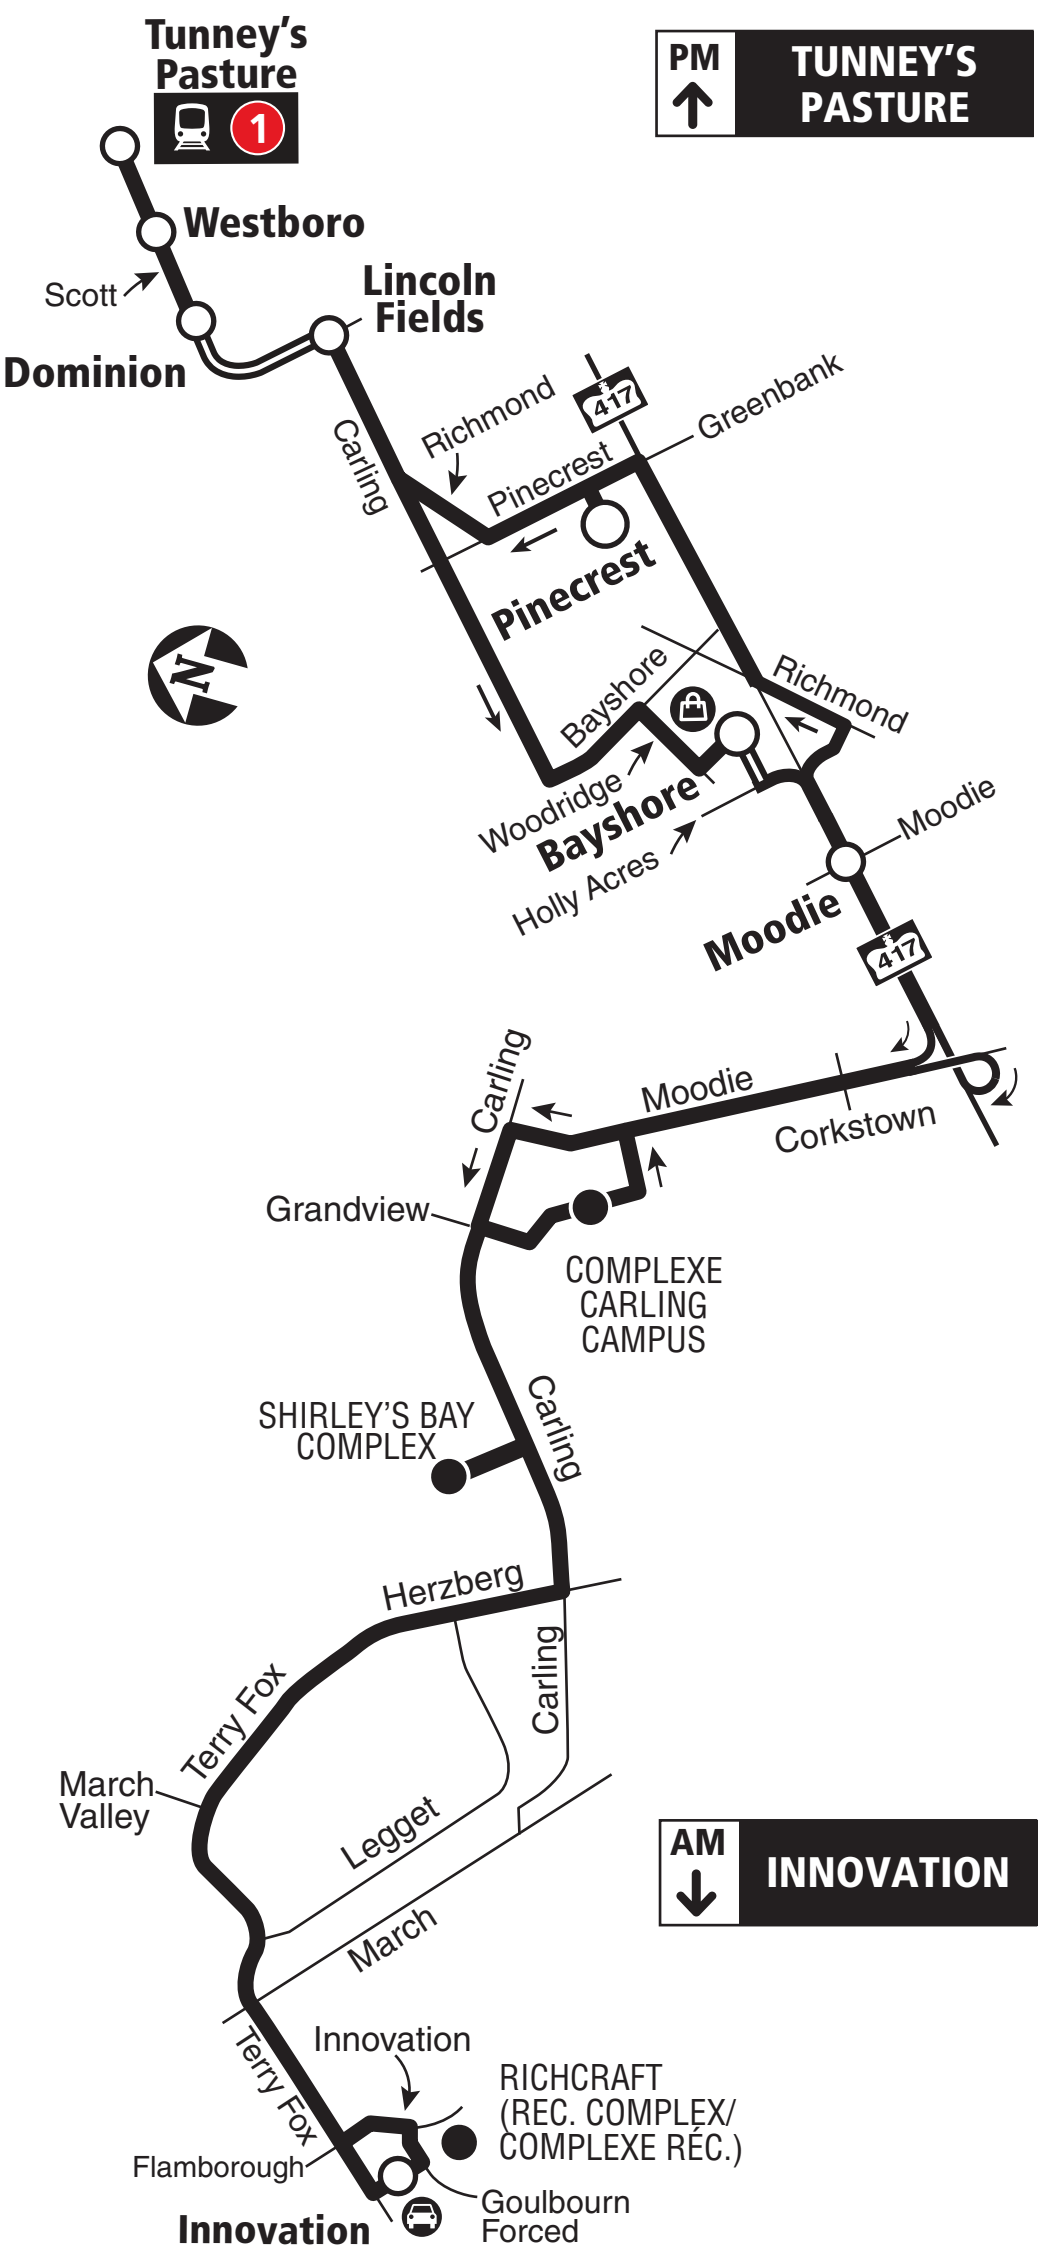 Tunney's
Pasture
1
PM
TUNNEY'S
PASTURE
Westboro
Scott
Lincoln
Fields
Dominion
Carling
Richmond
417
Greenbank
Pinecrest
Pinecrest
N
Bayshore
Richmond
Woodridge
Bayshore
Holly Acres
Moodie
Moodie
417
Carling
Moodie
Corkstown
Grandview
COMPLEXE
CARLING
CAMPUS
SHIRLEY'S BAY
COMPLEX
Carling
Herzberg
Carling
Terry Fox
March
Valley
Legget
March
AM
INNOVATION
Terry Fox
Innovation
RICHCRAFT
(REC. COMPLEX/
COMPLEXE RÉC.)
Flamborough
Goulbourn
Forced
Innovation